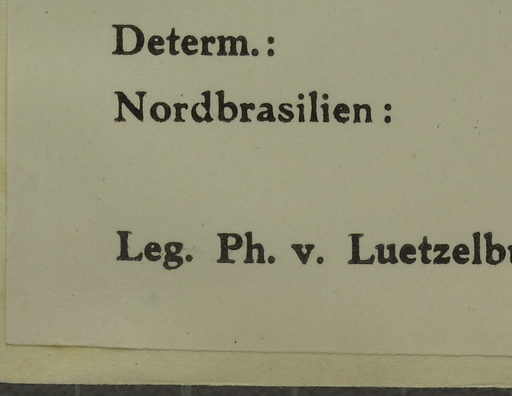 Determ.:
Nordbrasilien:
Leg. Ph. v. Luetzelb